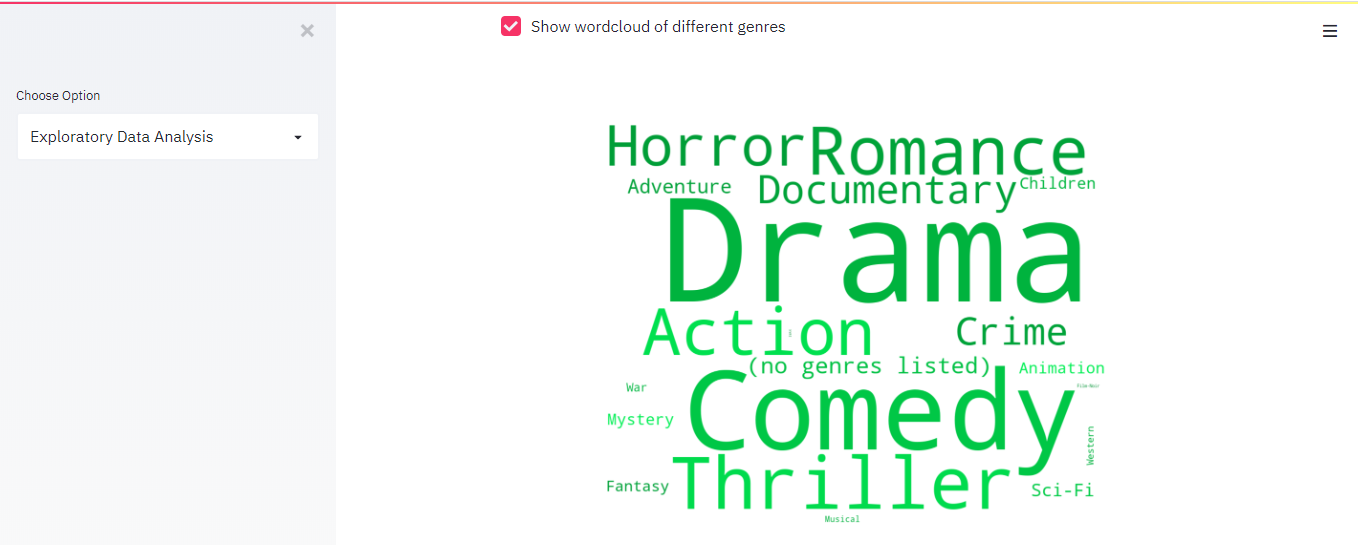 Show wordcloud of different genres
Choose Option
Exploratory Data Analysis
Horror Romance
Adventure Documentary Children
Drama
Action Crime
(no genres listed) Animation
War Comedy Film-Noir
Mystery
Western
Thriller
Fantasy Sci-Fi
Musical